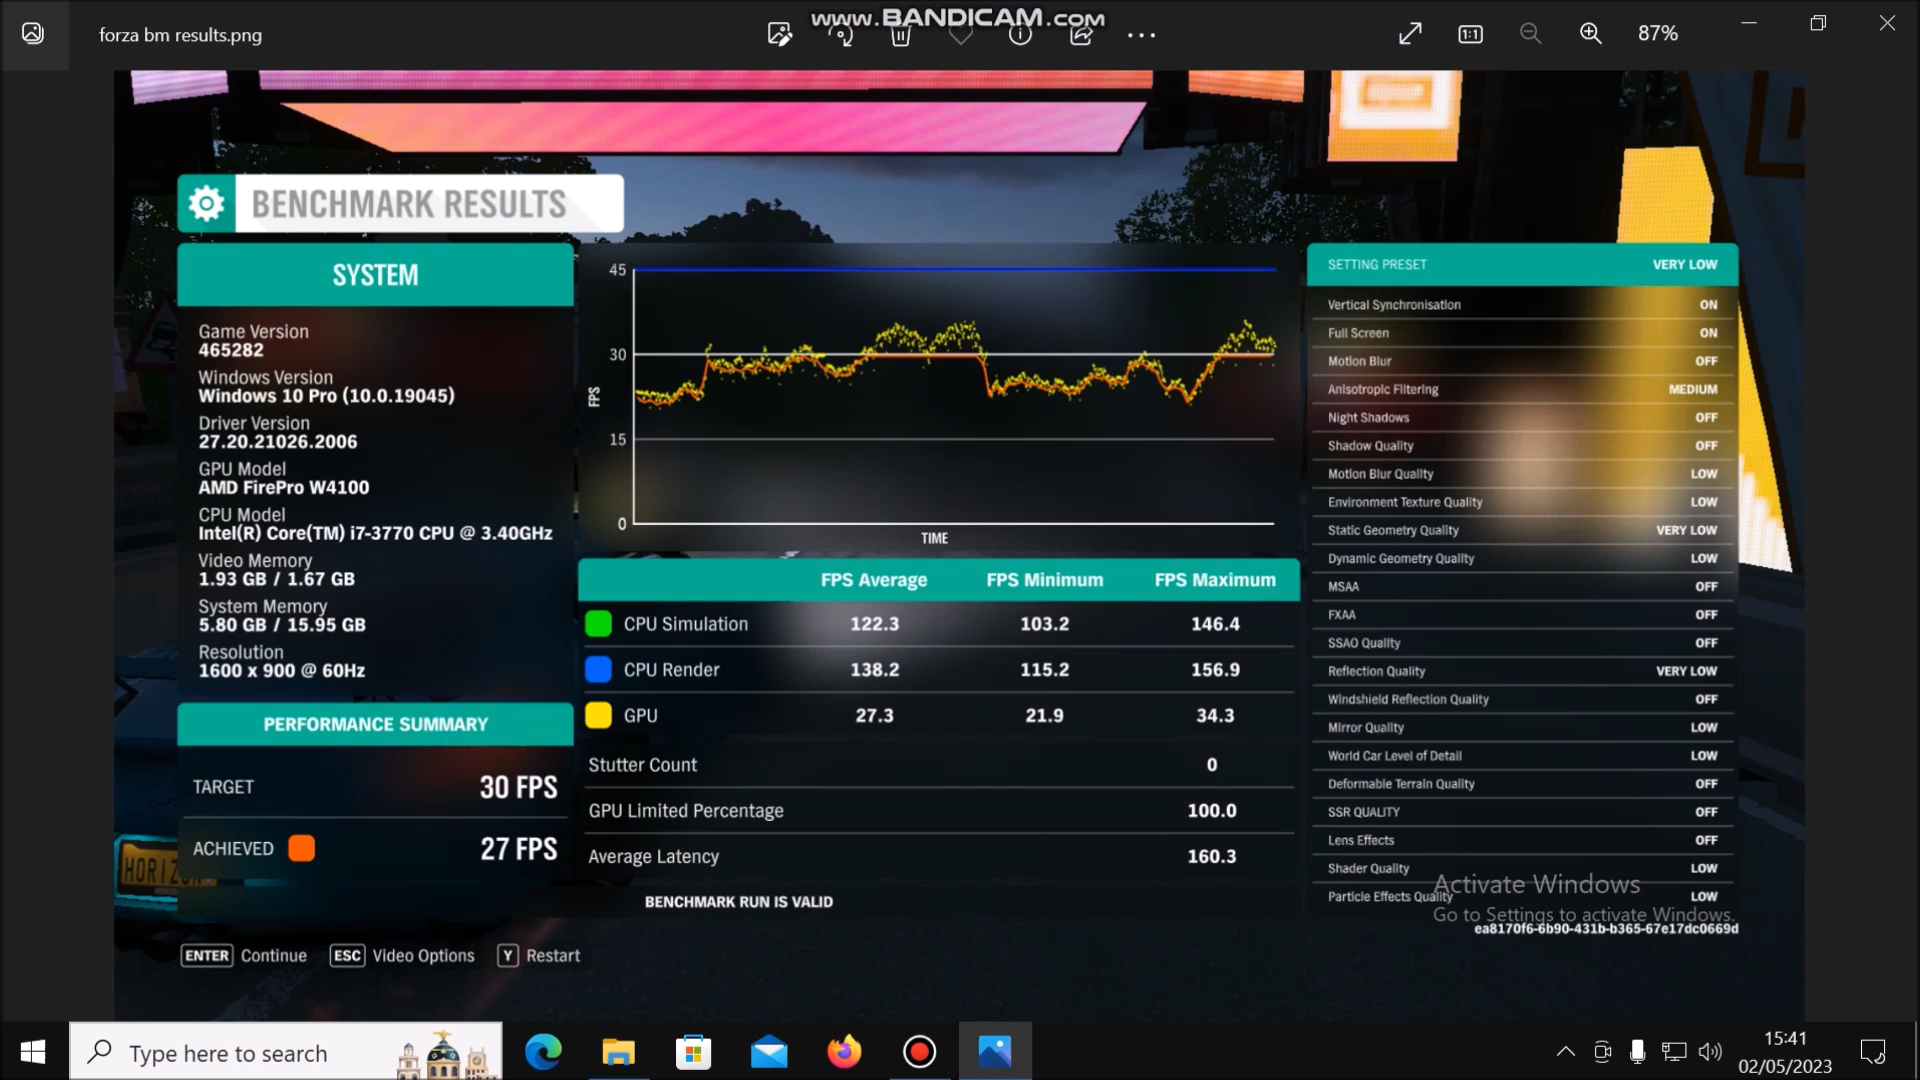 www.BANDICAM.com
forza bm results.png
87%
BENCHMARK RESULTS
SYSTEM
Game Version
465282
Windows Version
Windows 10 Pro (10.0.19045)
Driver Version
27.20.21026.2006
GPU Model
AMD FirePro W4100
CPU Model
Intel(R) Core(TM) i7-3770 CPU @ 3.40GHz
Video Memory
1.93 GB / 1.67 GB
System Memory
5.80 GB / 15.95 GB
Resolution
1600 x 900 @ 60Hz
PERFORMANCE SUMMARY
TARGET 30 FPS
ACHIEVED 27 FPS
45
30
15
0
FPS
TIME
FPS Average FPS Minimum FPS Maximum
CPU Simulation 122.3 103.2 146.4
CPU Render 138.2 115.2 156.9
GPU 27.3 21.9 34.3
Stutter Count 0
GPU Limited Percentage 100.0
Average Latency 160.3
BENCHMARK RUN IS VALID
SETTING PRESET VERY LOW
Vertical Synchronisation ON
Full Screen ON
Motion Blur OFF
Anisotropic Filtering MEDIUM
Night Shadows OFF
Shadow Quality OFF
Motion Blur Quality LOW
Environment Texture Quality LOW
Static Geometry Quality VERY LOW
Dynamic Geometry Quality LOW
MSAA OFF
FXAA OFF
SSAO Quality OFF
Reflection Quality VERY LOW
Windshield Reflection Quality OFF
Mirror Quality LOW
World Car Level of Detail LOW
Deformable Terrain Quality OFF
SSR QUALITY OFF
Lens Effects OFF
Shader Quality LOW
Particle Effects Quality LOW
Activate Windows
Go to Settings to activate Windows.
ea8170f6-6b90-431b-b365-67e17dc0669d
ENTER Continue ESC Video Options Y Restart
Type here to search
15:41
02/05/2023